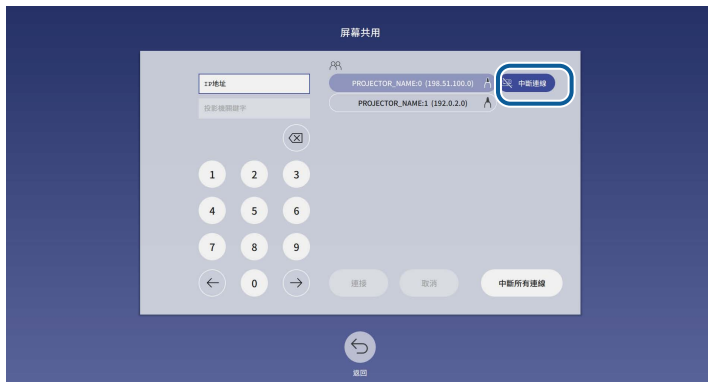 屏幕共用
IP地址
投影機關鍵字
PROJECTOR_NAME:0 (198.51.100.0)
中斷連線
PROJECTOR_NAME:1 (192.0.2.0)
1 2 3
4 5 6
7 8 9
0
連接
取消
中斷所有連線
返回